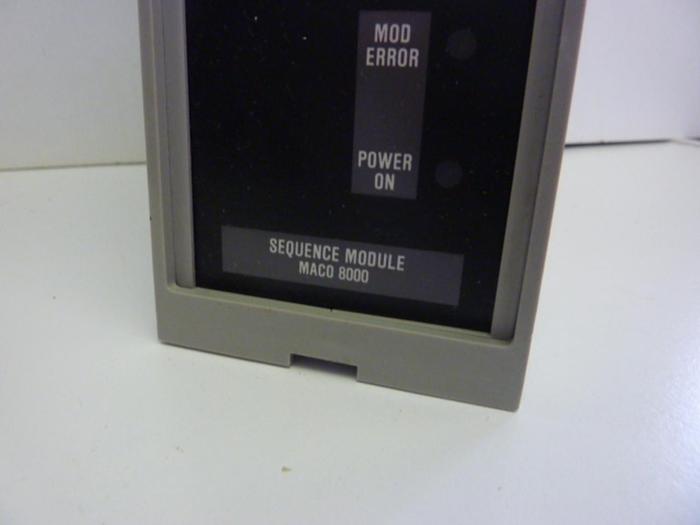 MOD
ERROR
POWER
ON
SEQUENCE MODULE
MACO 8000